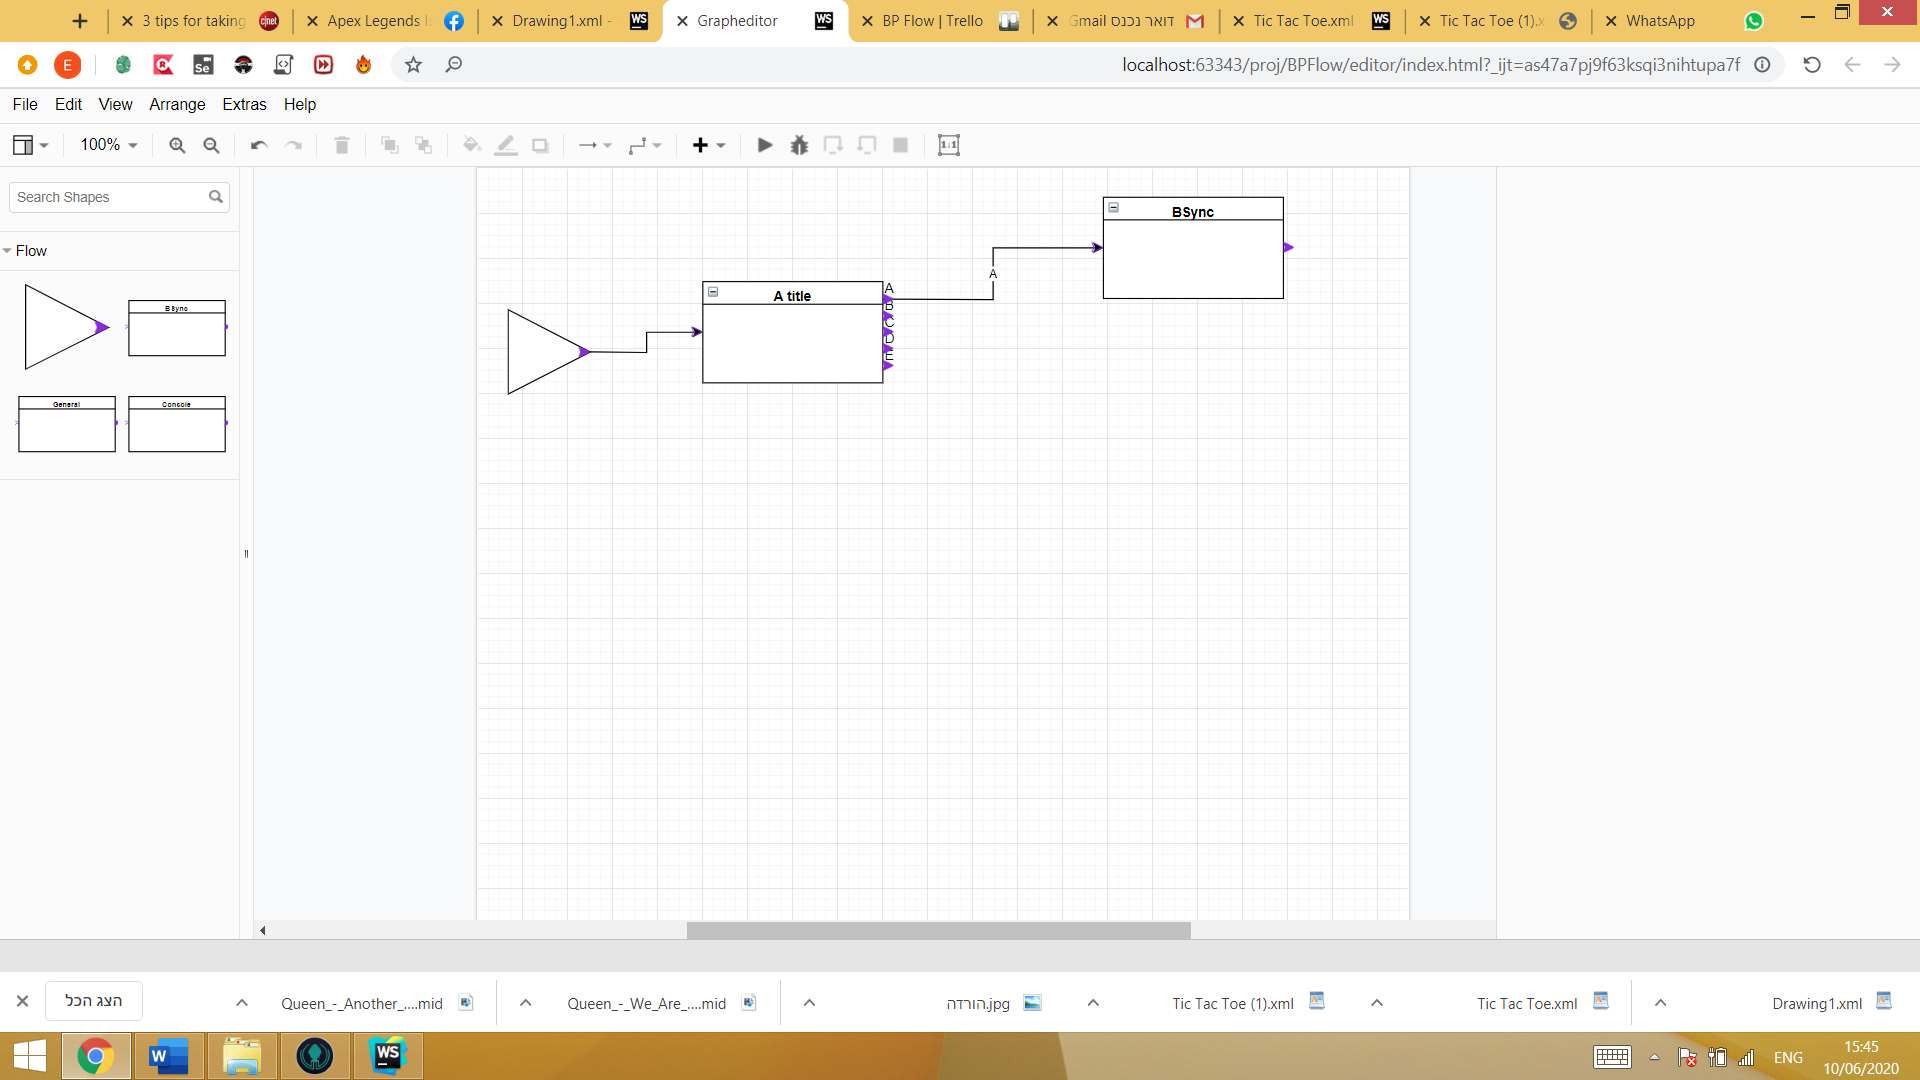 3 tips for taking
Apex Legends
Drawing1.xml -
Grapheditor
BP Flow | Trello
דואר נכנס Gmail
Tic Tac Toe.xml
Tic Tac Toe (1).x
WhatsApp
E
localhost:63343/proj/BPFlow/editor/index.html?_ijt=as47a7pj9f63ksqi3nihtupa7f
File Edit View Arrange Extras Help
100%
1:1
Search Shapes
Flow
BSync
General
Concole
A title
A
B
C
D
E
A
BSync
הצג הכל
Queen_-_Another_....mid
Queen_-_We_Are_....mid
הורדה.jpg
Tic Tac Toe (1).xml
Tic Tac Toe.xml
Drawing1.xml
ENG
15:45
10/06/2020